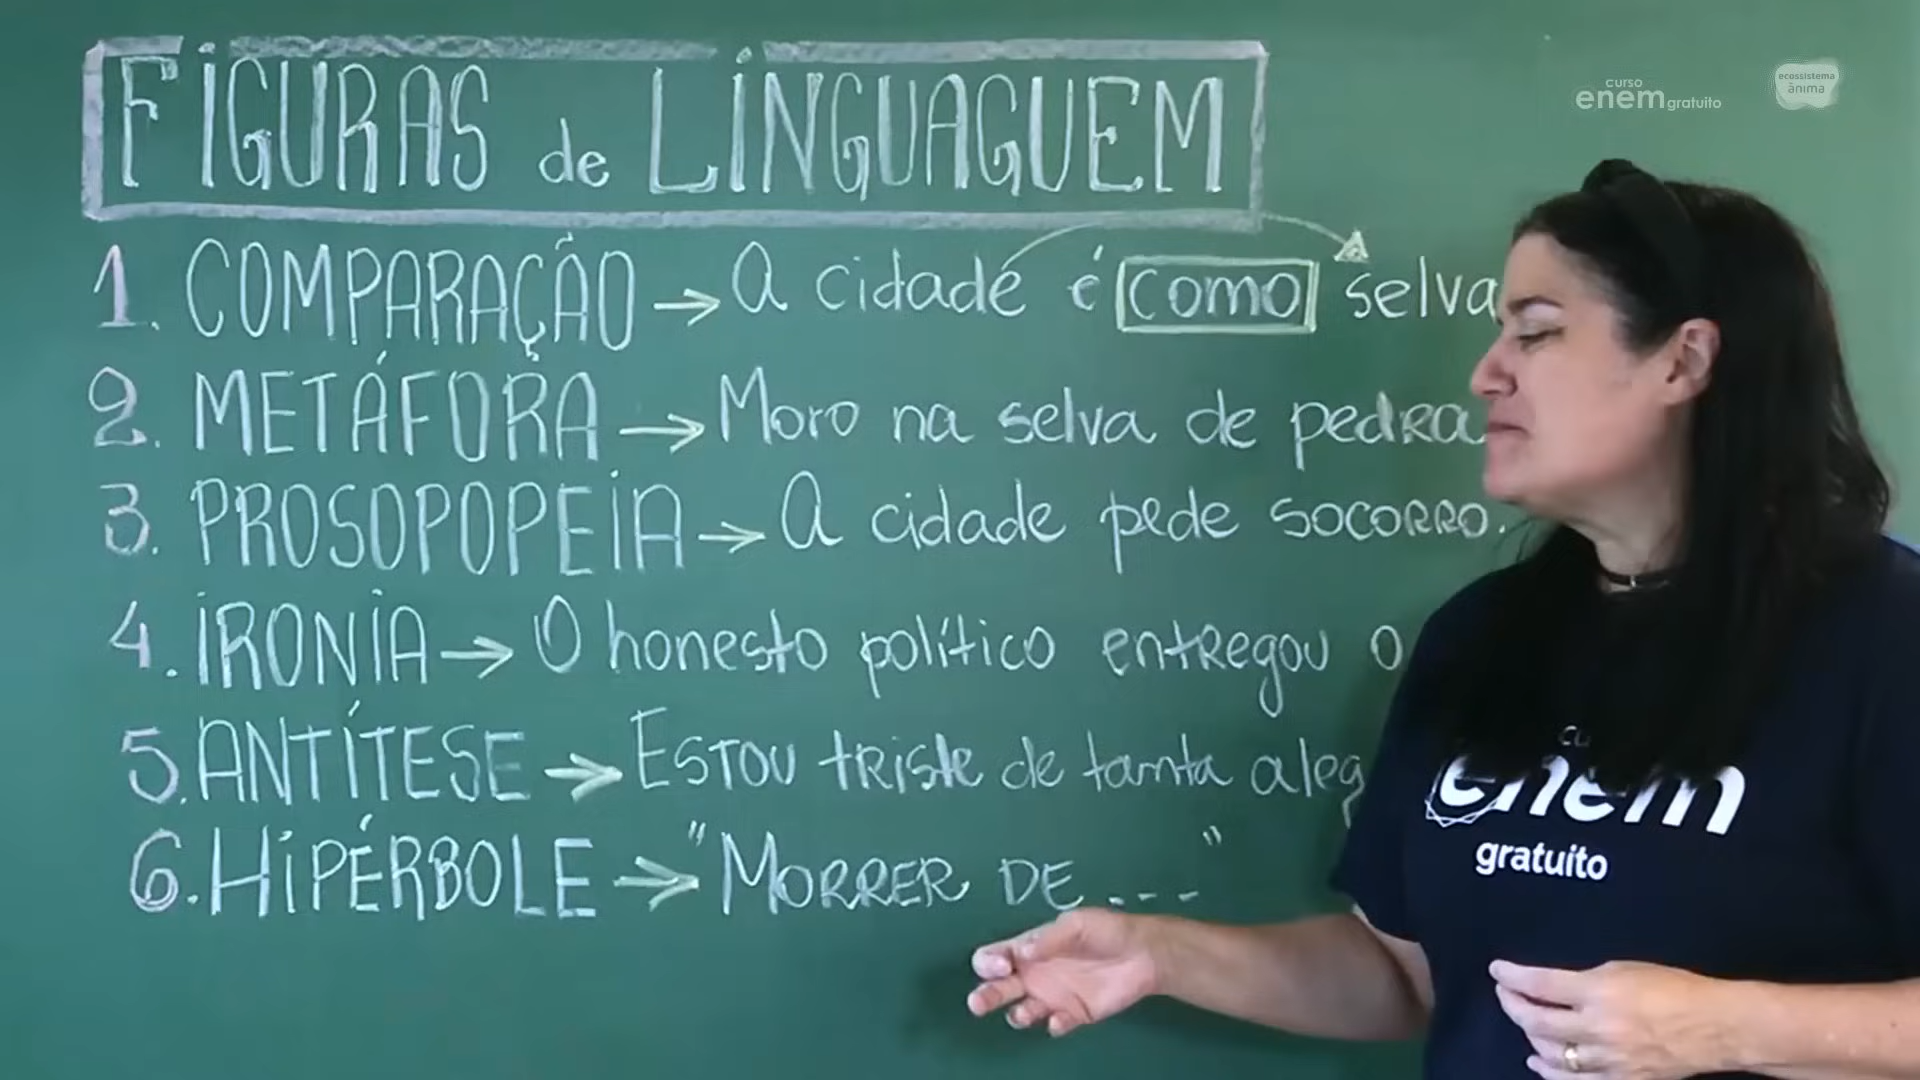 FIGURAS de LINGUAGUEM
curso
enem gratuito
ecossistema
ânima
1. COMPARAÇÃO → A cidade é como selva
2. METÁFORA → Moro na selva de pedra
3. PROSOPOPEIA → A cidade pede SOCORRO.
4. IRONIA → O honesto político entregou o
5. ANTÍTESE → ESTOU triste de tamta
6. HIPÉRBOLE → "MORRER DE ---"
enem
gratuito